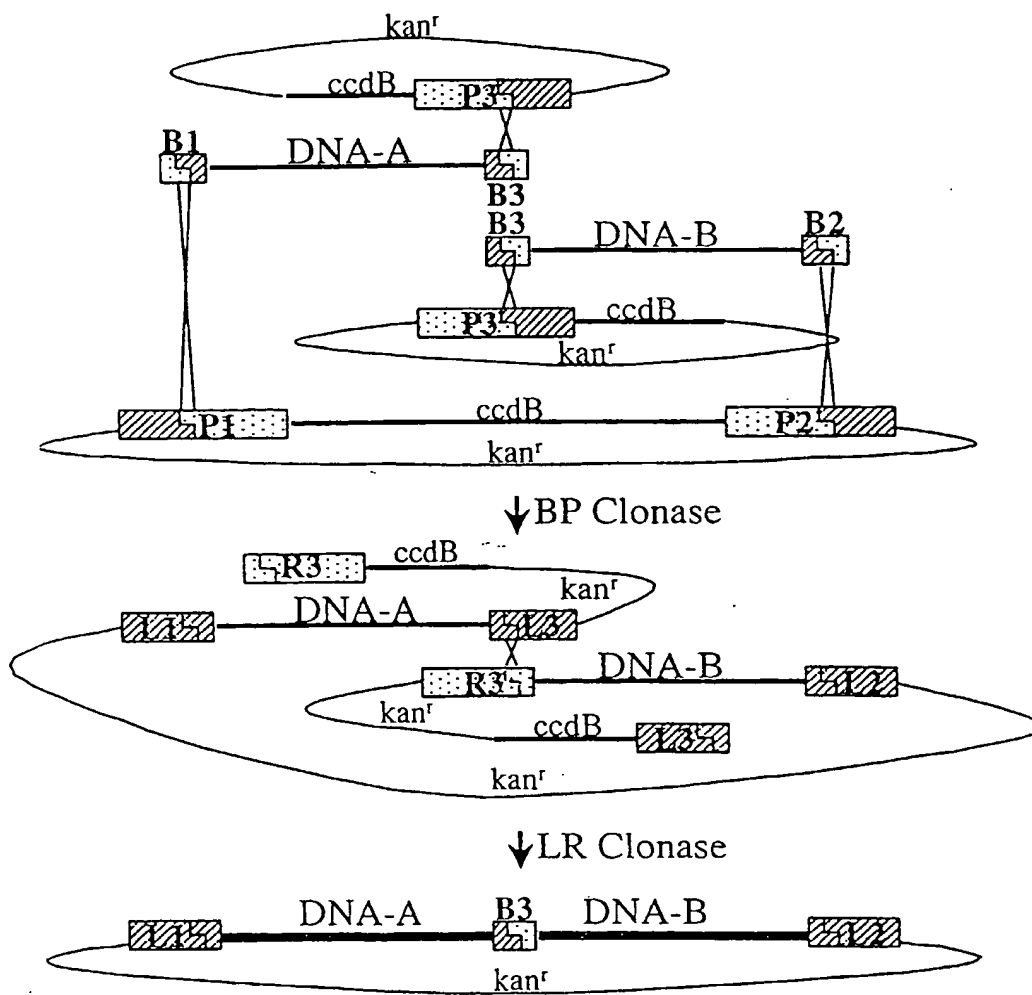 kanʳ
ccdB P3
B1 DNA-A
B3
B3 DNA-B B2
P3 ccdB
kanʳ
P1 ccdB P2
kanʳ
BP Clonase
R3 ccdB
kanʳ
L1 DNA-A L3
R3 DNA-B L2
kanʳ
ccdB L3
kanʳ
LR Clonase
L1 DNA-A B3 DNA-B L2
kanʳ